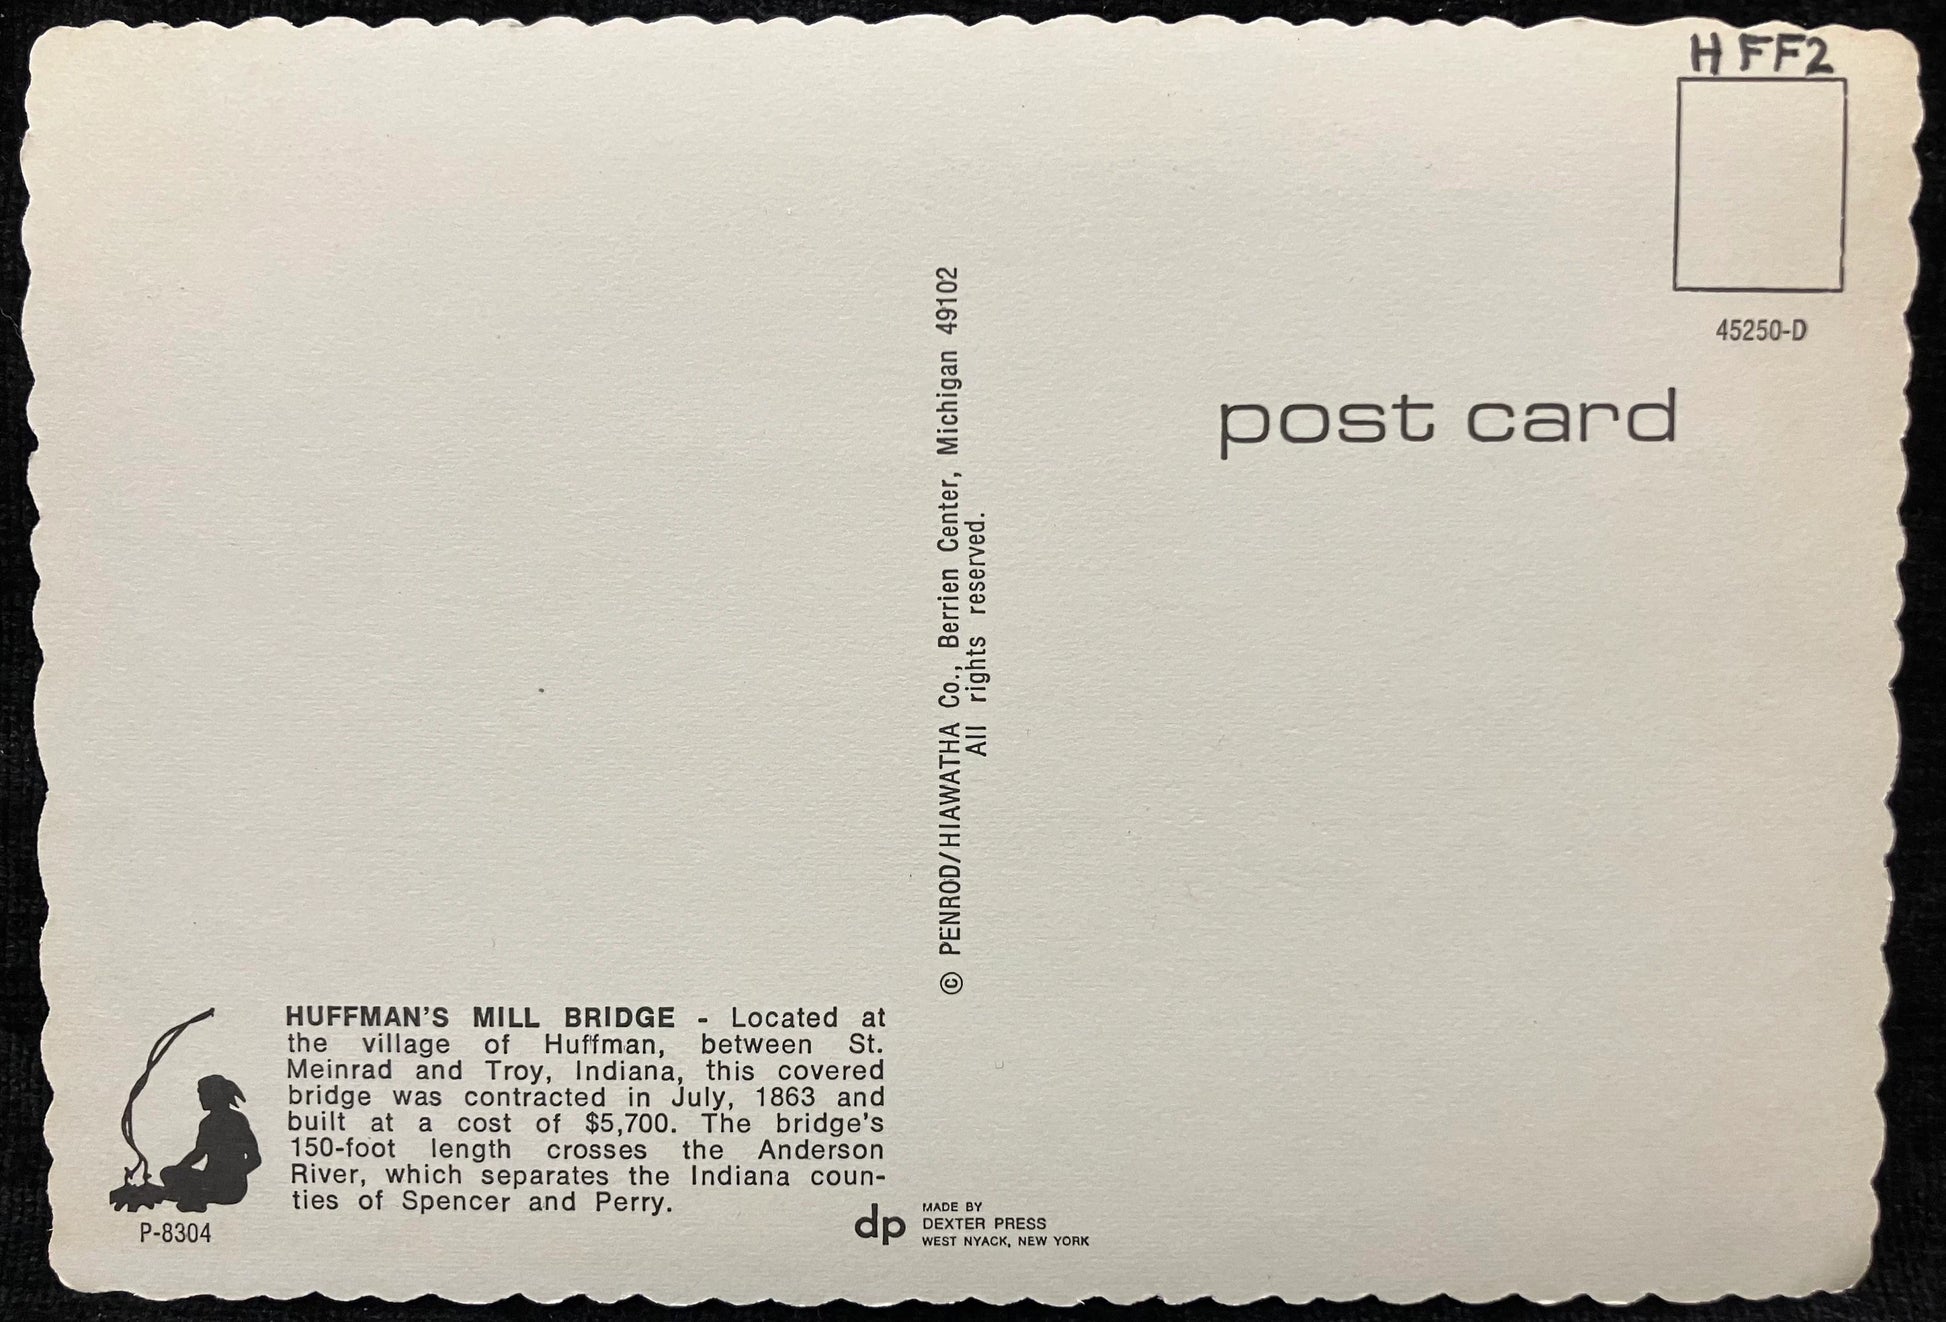 H FF2
45250-D
post card
© PENROD/HIAWATHA Co., Berrien Center, Michigan 49102
All rights reserved.
HUFFMAN'S MILL BRIDGE - Located at
the village of Huffman, between St.
Meinrad and Troy, Indiana, this covered
bridge was contracted in July, 1863 and
built at a cost of $5,700. The bridge's
150-foot length crosses the Anderson
River, which separates the Indiana coun-
ties of Spencer and Perry.
P-8304
dp
MADE BY
DEXTER PRESS
WEST NYACK, NEW YORK